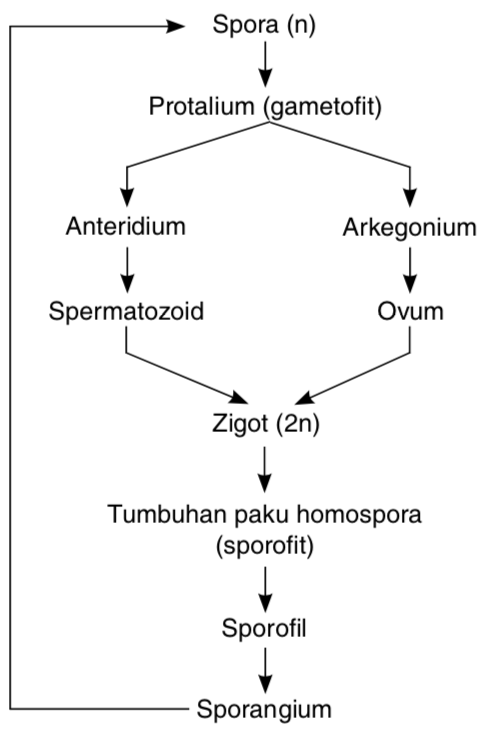 Spora (n)
Protalium (gametofit)
Anteridium
Arkegonium
Spermatozoid
Ovum
Zigot (2n)
Tumbuhan paku homospora
(sporofit)
Sporofil
Sporangium